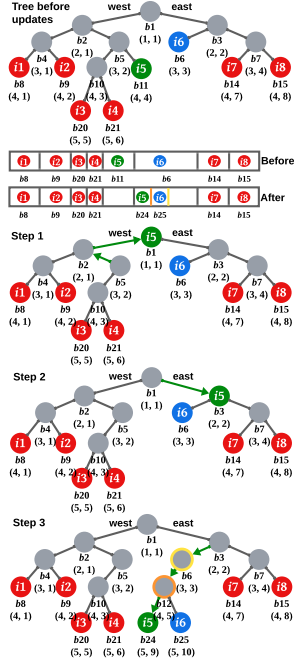 Tree before
updates
west east
b1
(1, 1)
b2
(2, 1)
i6
b3
(2, 2)
b4
(3, 1)
b5
(3, 2)
b6
(3, 3)
b7
(3, 4)
i1 i2 i5 i7 i8
b8
(4, 1)
b9
(4, 2)
b10
(4, 3)
b11
(4, 4)
b14
(4, 7)
b15
(4, 8)
i3 i4
b20
(5, 5)
b21
(5, 6)
i1 i2 i3 i4 i5 i6 i7 i8 Before
b8 b9 b20 b21 b11 b6 b14 b15
i1 i2 i3 i4 i5 i6 i7 i8 After
b8 b9 b20 b21 b24 b25 b14 b15
Step 1
west i5 east
b1
(1, 1)
b2
(2, 1)
b3
(2, 2)
b4
(3, 1)
b5
(3, 2)
i6
b6
(3, 3)
b7
(3, 4)
i1 i2 i7 i8
b8
(4, 1)
b9
(4, 2)
b10
(4, 3)
b14
(4, 7)
b15
(4, 8)
i3 i4
b20
(5, 5)
b21
(5, 6)
Step 2
west east
b1
(1, 1)
b2
(2, 1)
i5
b3
(2, 2)
b4
(3, 1)
b5
(3, 2)
i6
b6
(3, 3)
b7
(3, 4)
i1 i2 i7 i8
b8
(4, 1)
b9
(4, 2)
b10
(4, 3)
b14
(4, 7)
b15
(4, 8)
i3 i4
b20
(5, 5)
b21
(5, 6)
Step 3
west east
b1
(1, 1)
b2
(2, 1)
b3
(2, 2)
b4
(3, 1)
b5
(3, 2)
b6
(3, 3)
b7
(3, 4)
i1 i2 i7 i8
b8
(4, 1)
b9
(4, 2)
b10
(4, 3)
b12
(4, 5)
b14
(4, 7)
b15
(4, 8)
i3 i4 i5 i6
b20
(5, 5)
b21
(5, 6)
b24
(5, 9)
b25
(5, 10)